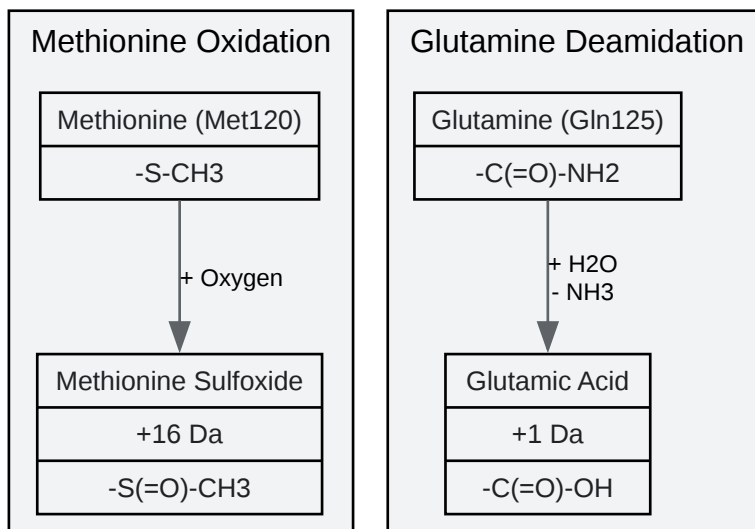 Methionine Oxidation
Methionine (Met120)
-S-CH3
+ Oxygen
Methionine Sulfoxide
+16 Da
-S(=O)-CH3
Glutamine Deamidation
Glutamine (Gln125)
-C(=O)-NH2
+ H2O
- NH3
Glutamic Acid
+1 Da
-C(=O)-OH